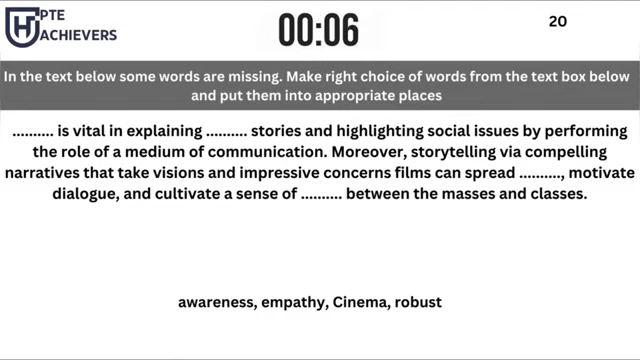 PTE
ACHIEVERS
00:06
20
In the text below some words are missing. Make right choice of words from the text box below
and put them into appropriate places
.......... is vital in explaining .......... stories and highlighting social issues by performing
the role of a medium of communication. Moreover, storytelling via compelling
narratives that take visions and impressive concerns films can spread .........., motivate
dialogue, and cultivate a sense of .......... between the masses and classes.
awareness, empathy, Cinema, robust